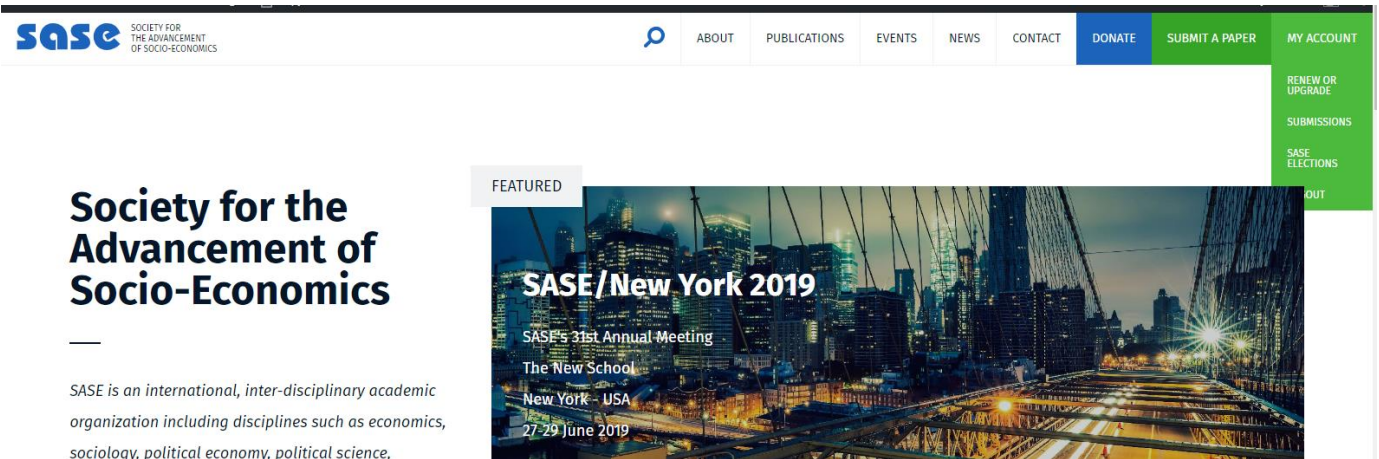 sase
SOCIETY FOR
THE ADVANCEMENT
OF SOCIO-ECONOMICS
ABOUT
PUBLICATIONS
EVENTS
NEWS
CONTACT
DONATE
SUBMIT A PAPER
MY ACCOUNT
RENEW OR
UPGRADE
SUBMISSIONS
SASE
ELECTIONS
FEATURED
Society for the
Advancement of
Socio-Economics
SASE is an international, inter-disciplinary academic
organization including disciplines such as economics,
sociology, political economy, political science,
SASE/New York 2019
SASE's 31st Annual Meeting
The New School
New York - USA
27-29 June 2019